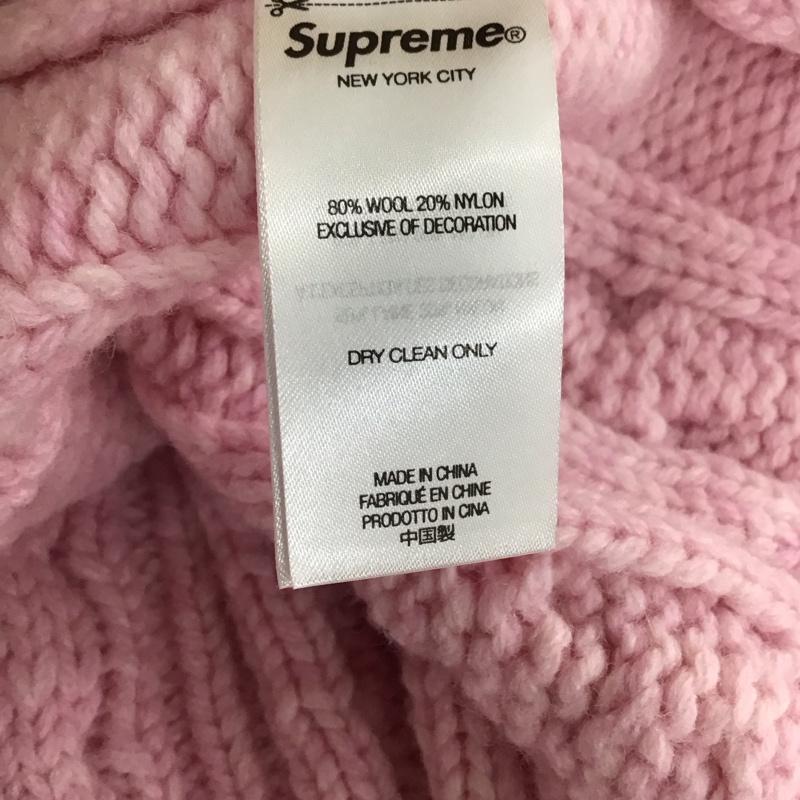 Supreme®
NEW YORK CITY
80% WOOL 20% NYLON
EXCLUSIVE OF DECORATION
DRY CLEAN ONLY
MADE IN CHINA
FABRIQUÉ EN CHINE
PRODOTTO IN CINA
中国製